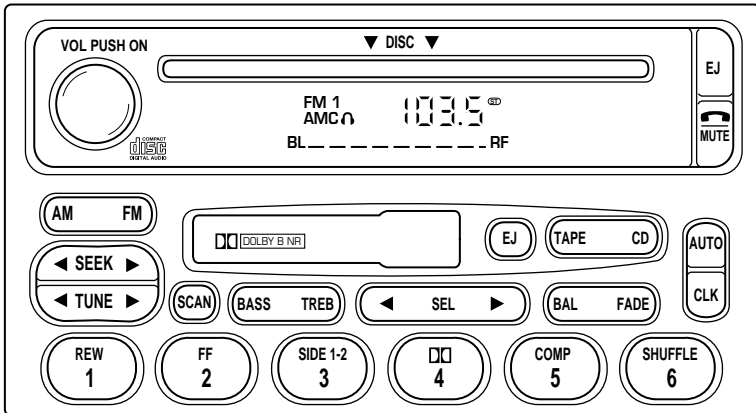 VOL PUSH ON
▼ DISC ▼
EJ
FM 1
AMC
103.5 ST
BL RF
MUTE
COMPACT
disc
DIGITAL AUDIO
AM FM
DOLBY B NR
EJ
TAPE CD
AUTO
CLK
◀ SEEK ▶
◀ TUNE ▶
SCAN
BASS TREB
◀ SEL ▶
BAL FADE
REW
1
FF
2
SIDE 1-2
3
4
COMP
5
SHUFFLE
6